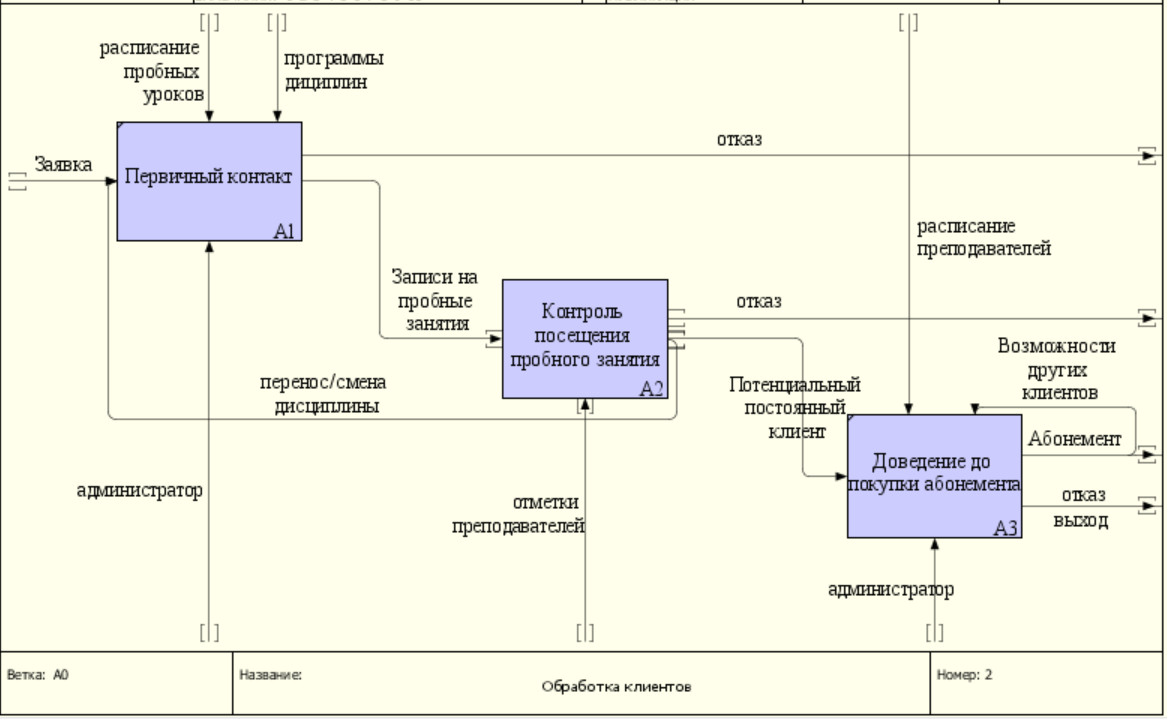 расписание
пробных
уроков
программы
дициплин
отказ
Заявка
Первичный контакт
A1
расписание
преподавателей
Записи на
пробные
занятия
отказ
Контроль
посещения
пробного занятия
A2
Возможности
других
клиентов
перенос/смена
дисциплины
Потенциальный
постоянный
клиент
Абонемент
Доведение до
покупки абонемента
A3
администратор
отказ
выход
отметки
преподавателей
администратор
Ветка: A0
Название:
Обработка клиентов
Номер: 2